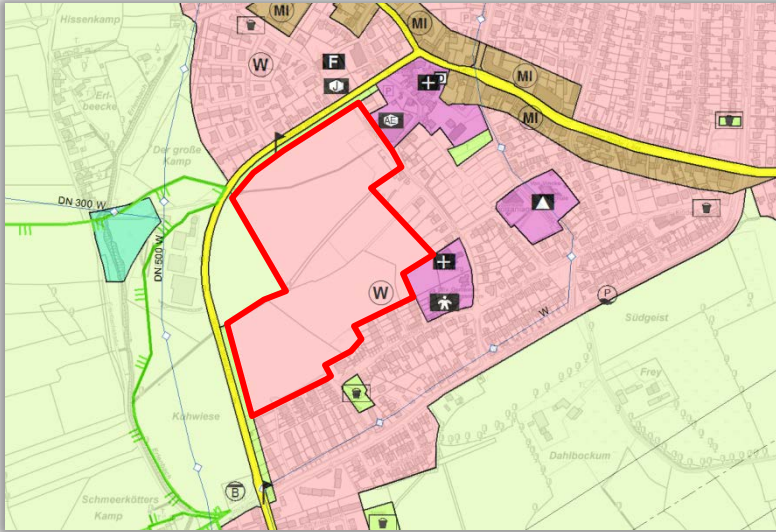 Hissenkamp
MI
W
F
J
P
MI
Erl-
beecke
AE
MI
Der große
Kamp
DN 300 W
DN 500 W
W
P
W
Südgeist
Frey
Kuhwiese
Dahlbockum
B
Schmeerkötters
Kamp
MI